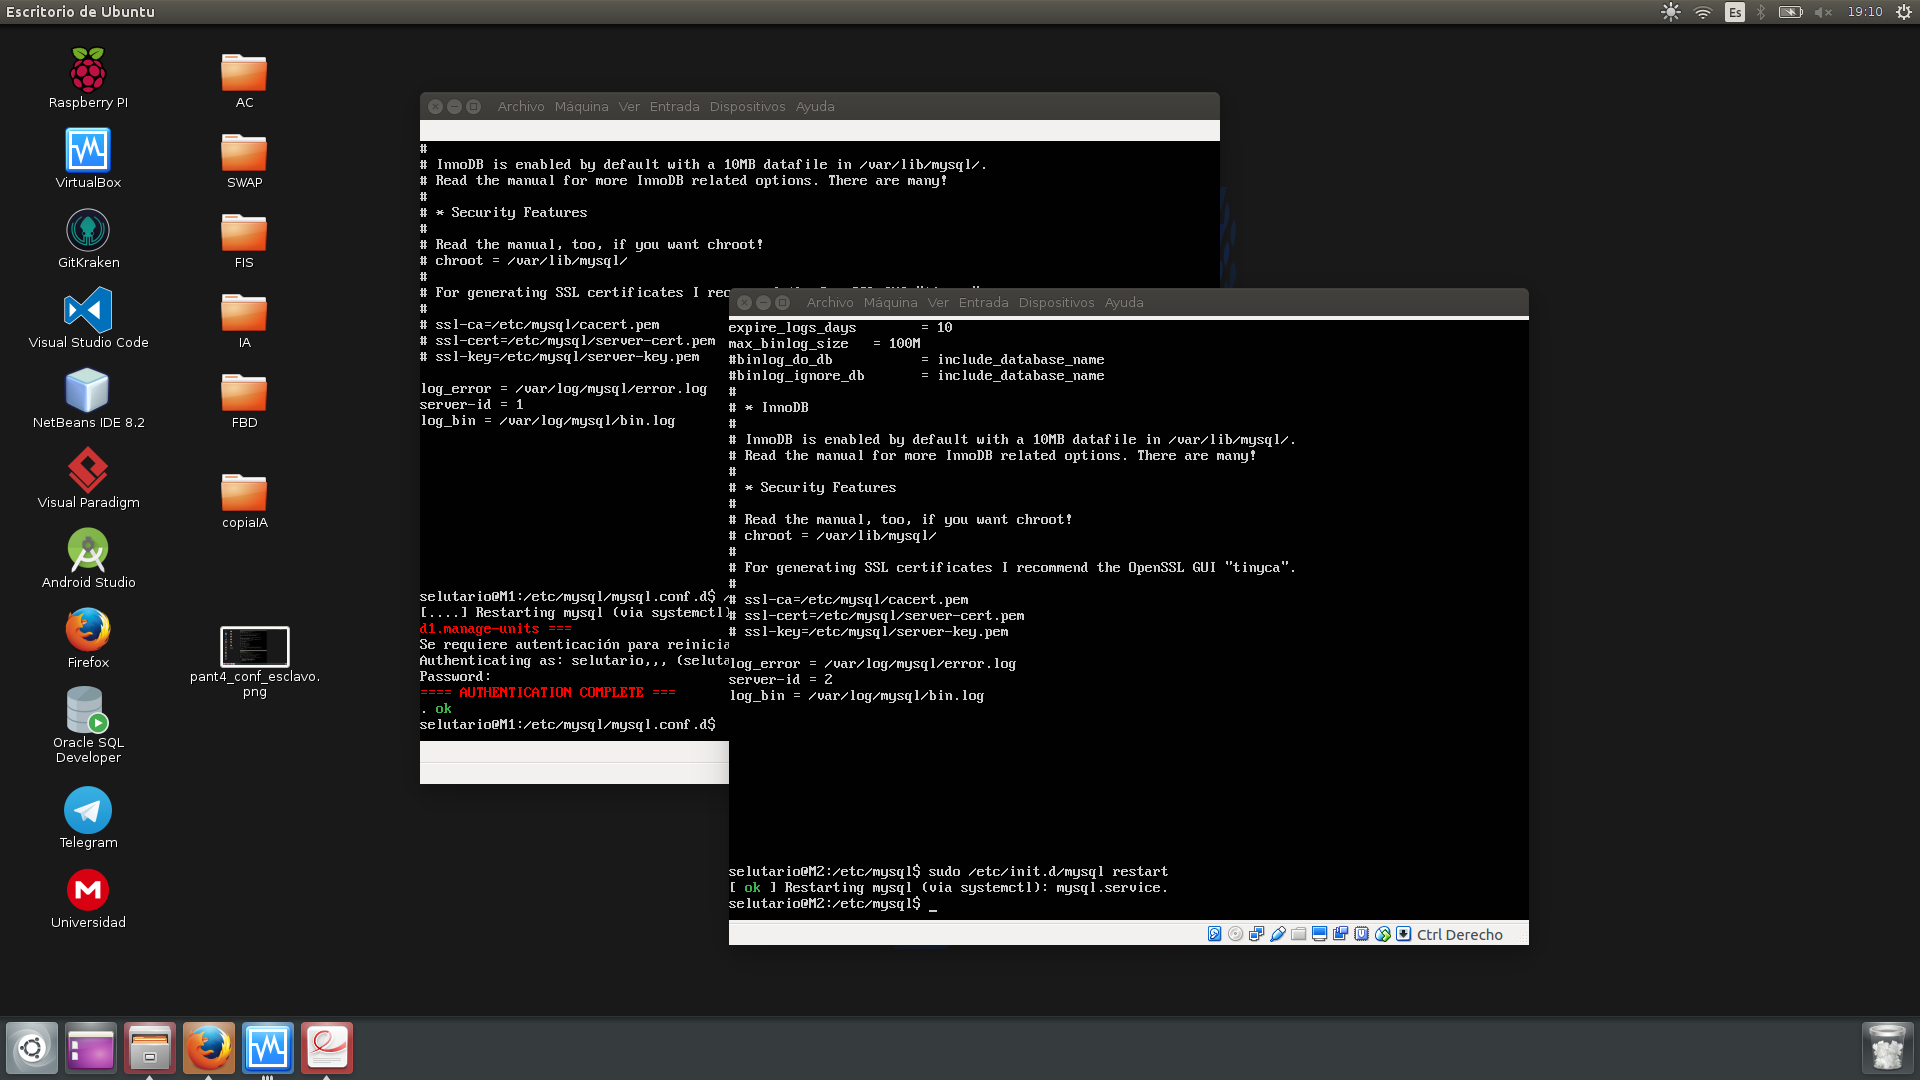 Escritorio de Ubuntu
Es
19:10
Raspberry PI
VirtualBox
GitKraken
Visual Studio Code
NetBeans IDE 8.2
Visual Paradigm
Android Studio
Firefox
Oracle SQL
Developer
Telegram
Universidad
AC
SWAP
FIS
IA
FBD
copiaIA
pant4_conf_esclavo.
png
Archivo Máquina Ver Entrada Dispositivos Ayuda
#
# InnoDB is enabled by default with a 10MB datafile in /var/lib/mysql/.
# Read the manual for more InnoDB related options. There are many!
#
# * Security Features
#
# Read the manual, too, if you want chroot!
# chroot = /var/lib/mysql/
#
# For generating SSL certificates I rec
#
# ssl-ca=/etc/mysql/cacert.pem
# ssl-cert=/etc/mysql/server-cert.pem
# ssl-key=/etc/mysql/server-key.pem
log_error = /var/log/mysql/error.log
server-id = 1
log_bin = /var/log/mysql/bin.log
selutario@M1:/etc/mysql/mysql.conf.d$ /
[....] Restarting mysql (via systemctl)
d1.manage-units ===
Se requiere autenticación para reinicia
Authenticating as: selutario,,, (seluta
Password:
==== AUTHENTICATION COMPLETE ===
. ok
selutario@M1:/etc/mysql/mysql.conf.d$
Archivo Máquina Ver Entrada Dispositivos Ayuda
expire_logs_days = 10
max_binlog_size = 100M
#binlog_do_db = include_database_name
#binlog_ignore_db = include_database_name
#
# * InnoDB
#
# InnoDB is enabled by default with a 10MB datafile in /var/lib/mysql/.
# Read the manual for more InnoDB related options. There are many!
#
# * Security Features
#
# Read the manual, too, if you want chroot!
# chroot = /var/lib/mysql/
#
# For generating SSL certificates I recommend the OpenSSL GUI "tinyca".
#
# ssl-ca=/etc/mysql/cacert.pem
# ssl-cert=/etc/mysql/server-cert.pem
# ssl-key=/etc/mysql/server-key.pem
log_error = /var/log/mysql/error.log
server-id = 2
log_bin = /var/log/mysql/bin.log
selutario@M2:/etc/mysql$ sudo /etc/init.d/mysql restart
[ ok ] Restarting mysql (via systemctl): mysql.service.
selutario@M2:/etc/mysql$ _
Ctrl Derecho